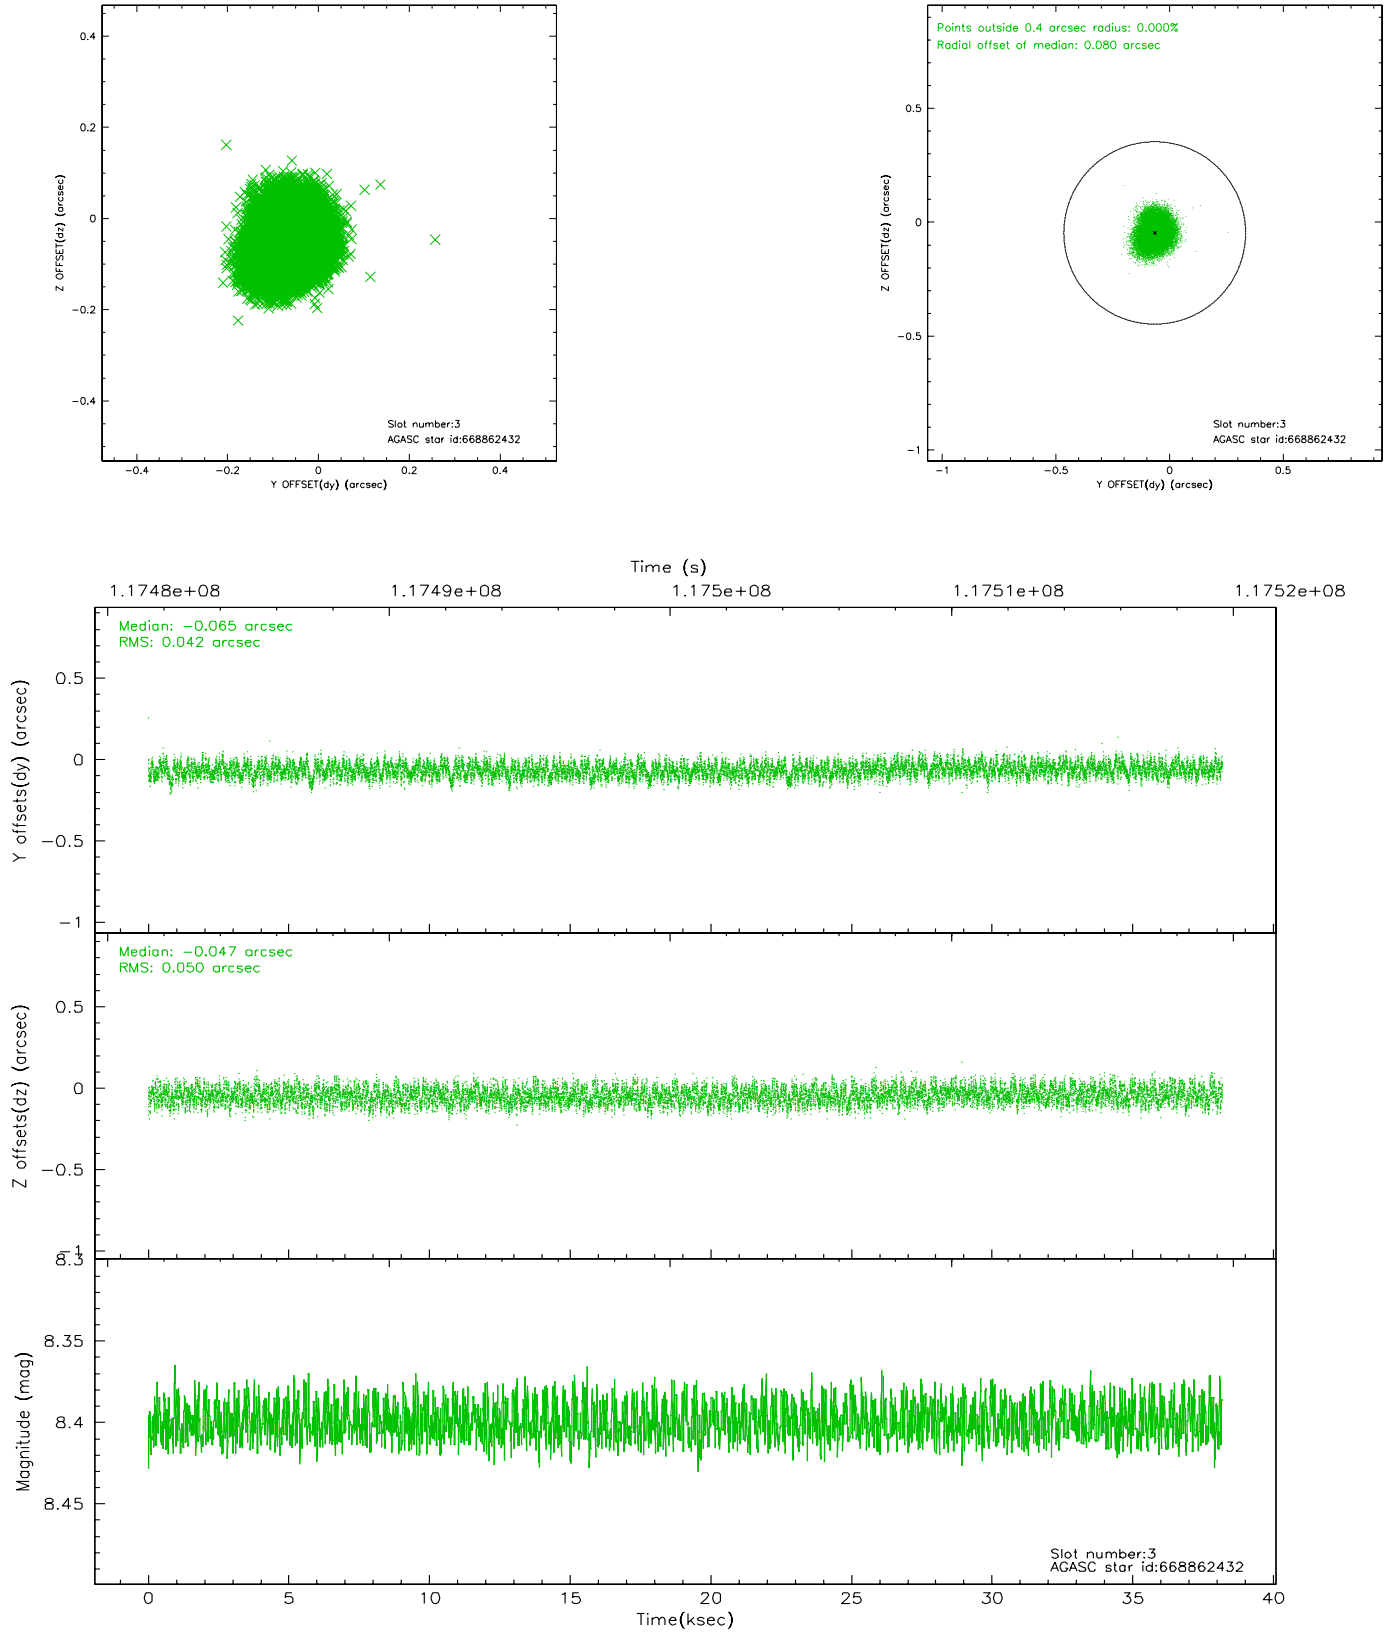 0.4
0.2
0
−0.2
−0.4
Z OFFSET(dz) (arcsec)
Slot number:3
AGASC star id:668862432
−0.4 −0.2 0 0.2 0.4
Y OFFSET(dy) (arcsec)
Points outside 0.4 arcsec radius: 0.000%
Radial offset of median: 0.080 arcsec
0.5
0
−0.5
−1
Z OFFSET(dz) (arcsec)
Slot number:3
AGASC star id:668862432
−1 −0.5 0 0.5
Y OFFSET(dy) (arcsec)
Time (s)
1.1748e+08 1.1749e+08 1.175e+08 1.1751e+08 1.1752e+08
Median: −0.065 arcsec
RMS: 0.042 arcsec
0.5
0
−0.5
−1
Y offsets(dy) (arcsec)
Median: −0.047 arcsec
RMS: 0.050 arcsec
0.5
0
−0.5
−1
Z offsets(dz) (arcsec)
8.3
8.35
8.4
8.45
Magnitude (mag)
Slot number:3
AGASC star id:668862432
0 5 10 15 20 25 30 35 40
Time(ksec)